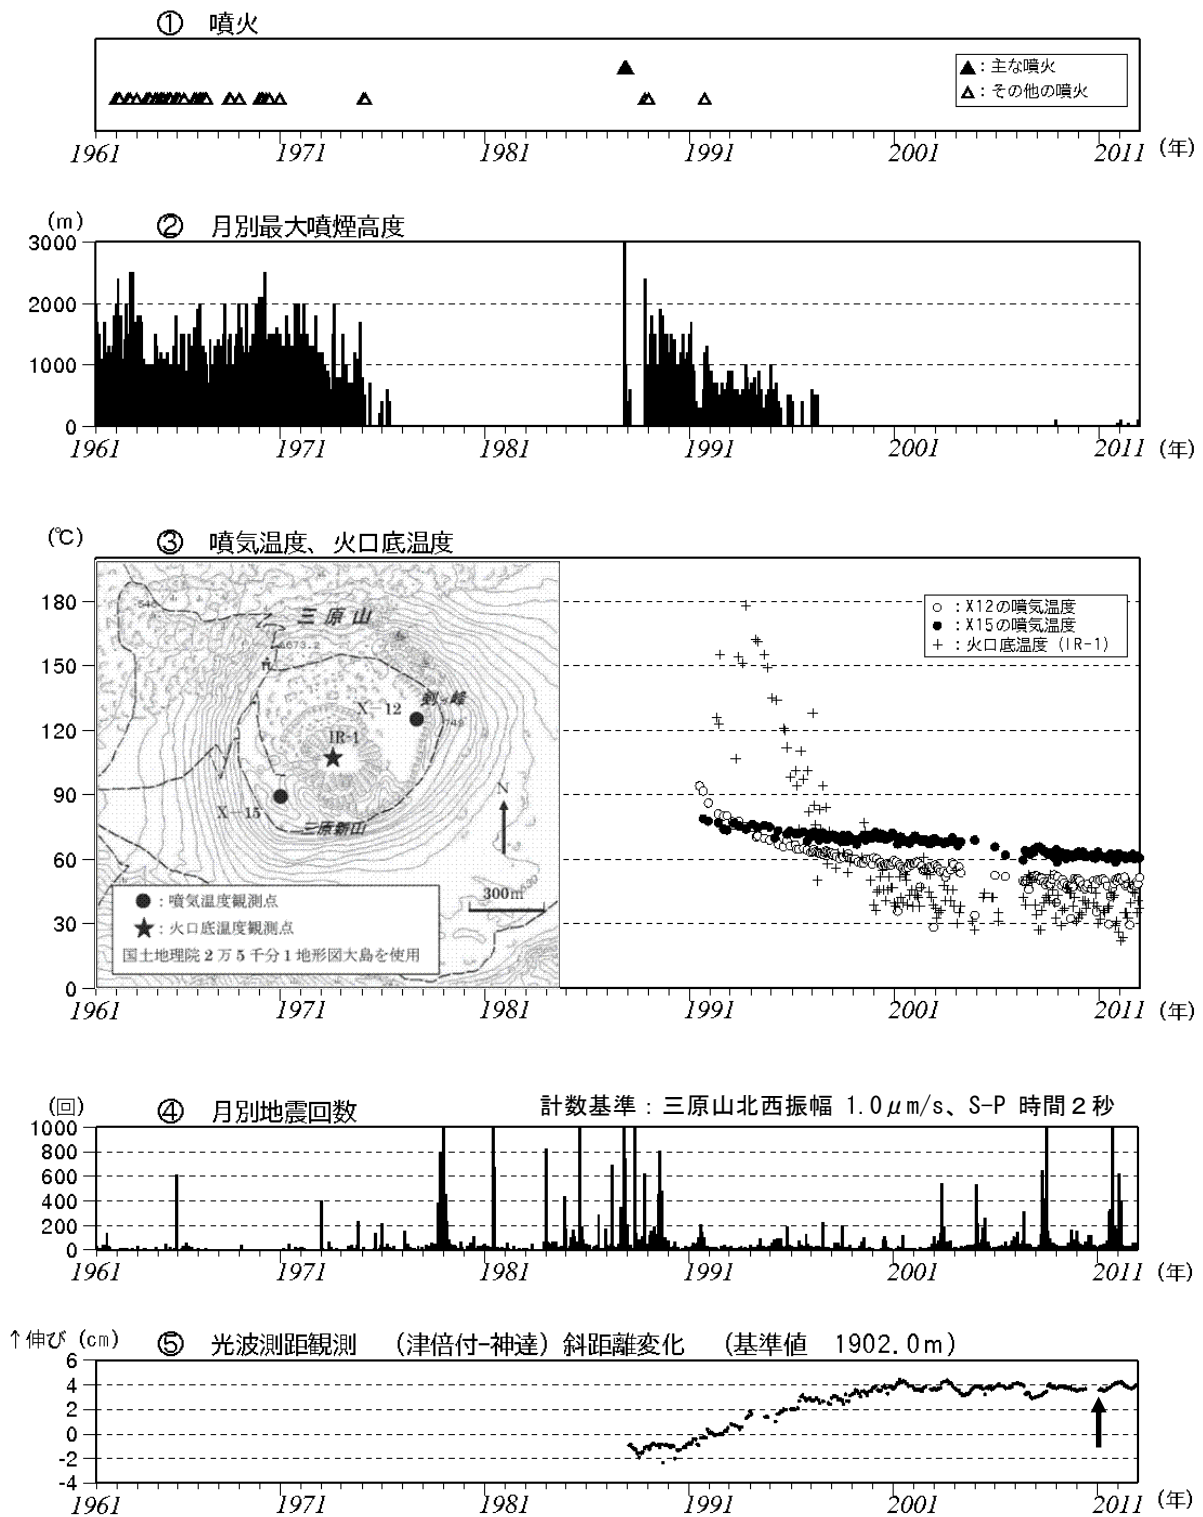 ① 噴火
▲：主な噴火
△：その他の噴火
1961 1971 1981 1991 2001 2011 (年)
(m) ② 月別最大噴煙高度
3000
2000
1000
0
1961 1971 1981 1991 2001 2011 (年)
(℃) ③ 噴気温度、火口底温度
180
150
120
90
60
30
0
○：X12の噴気温度
●：X15の噴気温度
＋：火口底温度(IR-1)
三原山
673.2
剣ヶ峰
X－12
749
IR-1
X－15
三原新山
N
300m
●：噴気温度観測点
★：火口底温度観測点
国土地理院2万5千分1地形図大島を使用
1961 1971 1981 1991 2001 2011 (年)
(回) ④ 月別地震回数 計数基準：三原山北西振幅 1.0μm/s、S-P 時間２秒
1000
800
600
400
200
0
1961 1971 1981 1991 2001 2011 (年)
↑伸び(cm) ⑤ 光波測距観測 (津倍付-神達) 斜距離変化 (基準値 1902.0m)
6
4
2
0
-2
-4
1961 1971 1981 1991 2001 2011 (年)